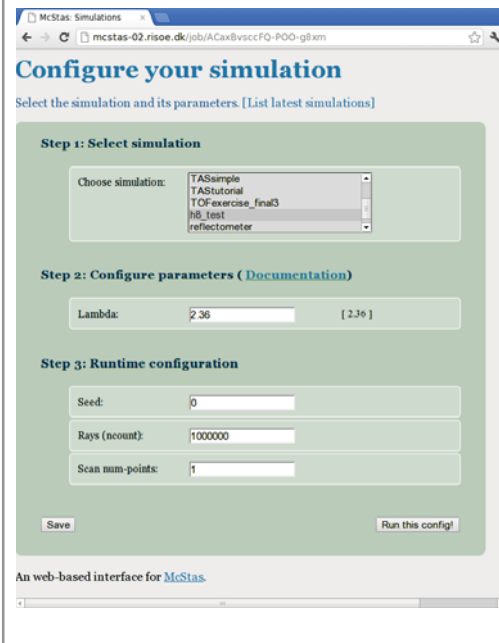 McStas: Simulations
mcstas-02.risoe.dk/job/ACaxBvsccFQ-POO-g8xm
Configure your simulation
Select the simulation and its parameters. [List latest simulations]
Step 1: Select simulation
Choose simulation:
TASsimple
TAStutorial
TOFexercise_final3
h8_test
reflectometer
Step 2: Configure parameters ( Documentation)
Lambda: 2.36 [ 2.36 ]
Step 3: Runtime configuration
Seed: 0
Rays (ncount): 1000000
Scan num-points: 1
Save Run this config!
An web-based interface for McStas.